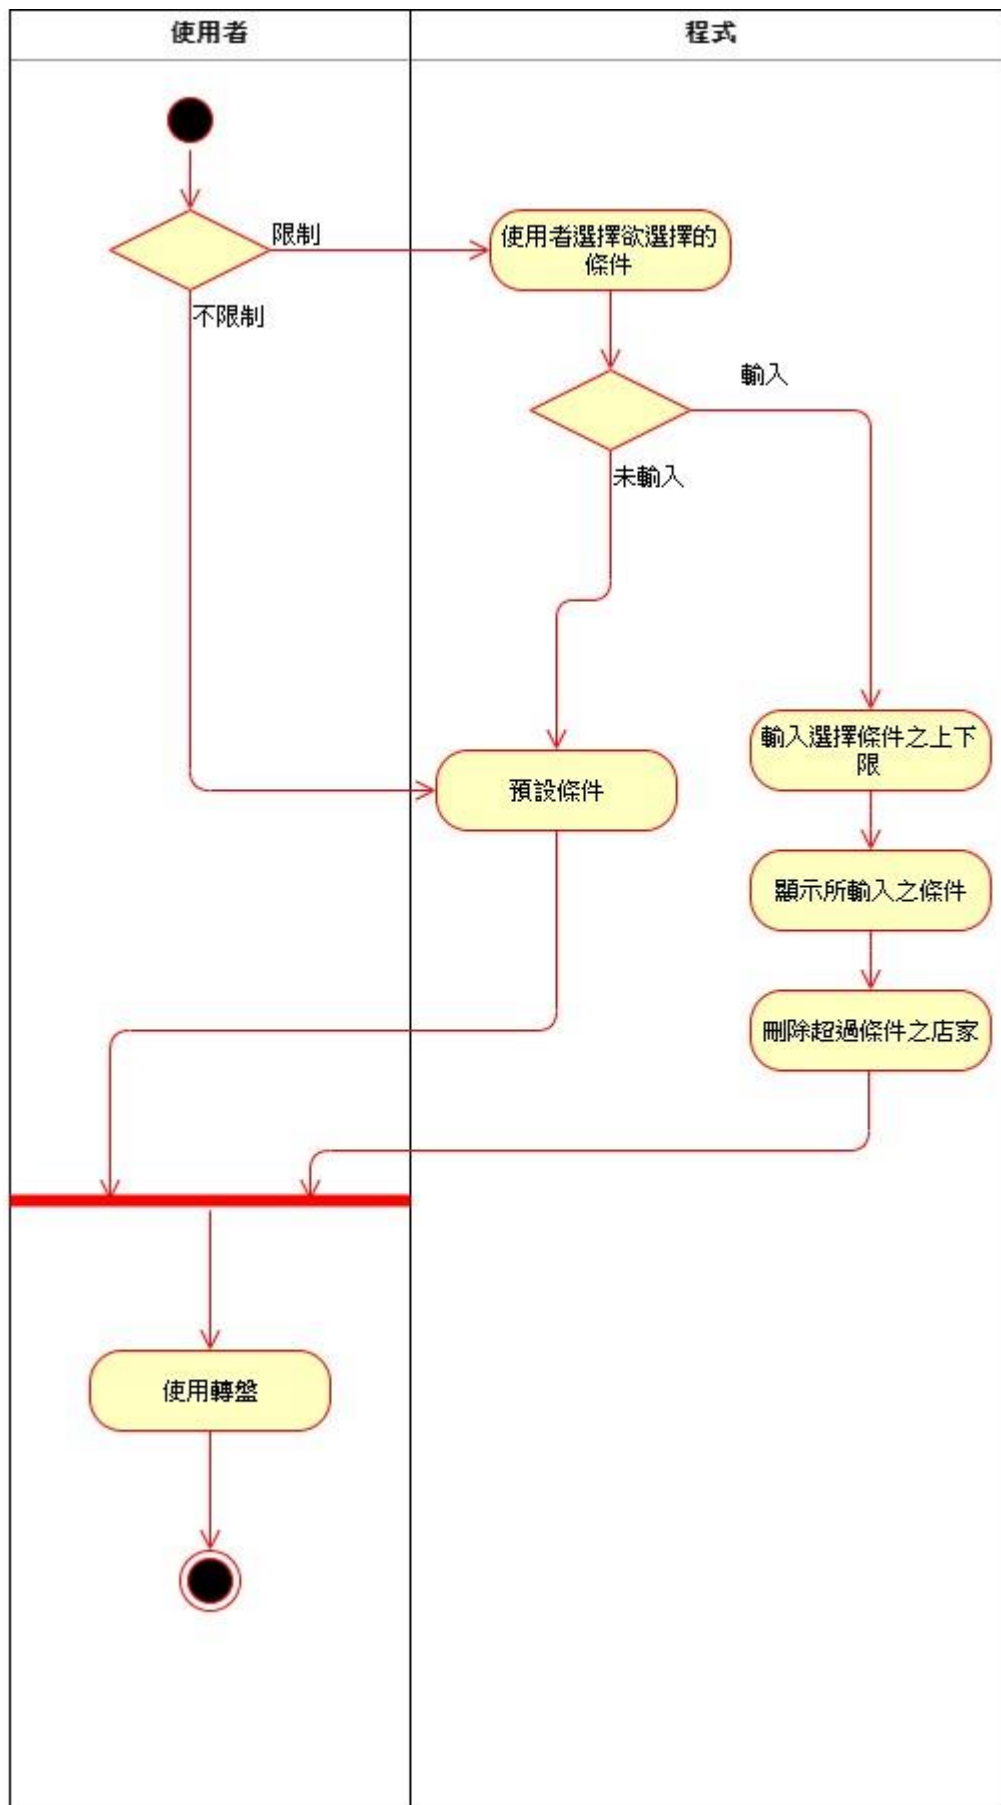 使用者
程式
限制
使用者選擇欲選擇的
條件
不限制
輸入
未輸入
輸入選擇條件之上下
限
預設條件
顯示所輸入之條件
刪除超過條件之店家
使用轉盤